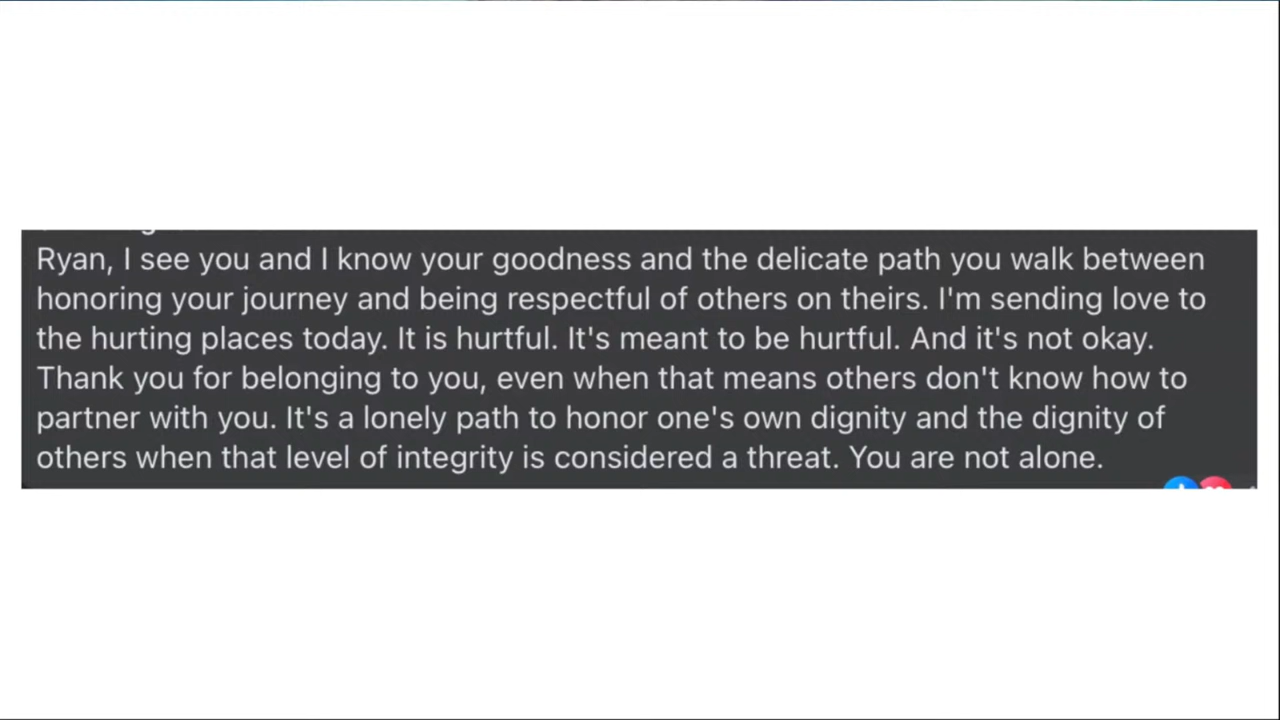 Ryan, I see you and I know your goodness and the delicate path you walk between
honoring your journey and being respectful of others on theirs. I'm sending love to
the hurting places today. It is hurtful. It's meant to be hurtful. And it's not okay.
Thank you for belonging to you, even when that means others don't know how to
partner with you. It's a lonely path to honor one's own dignity and the dignity of
others when that level of integrity is considered a threat. You are not alone.